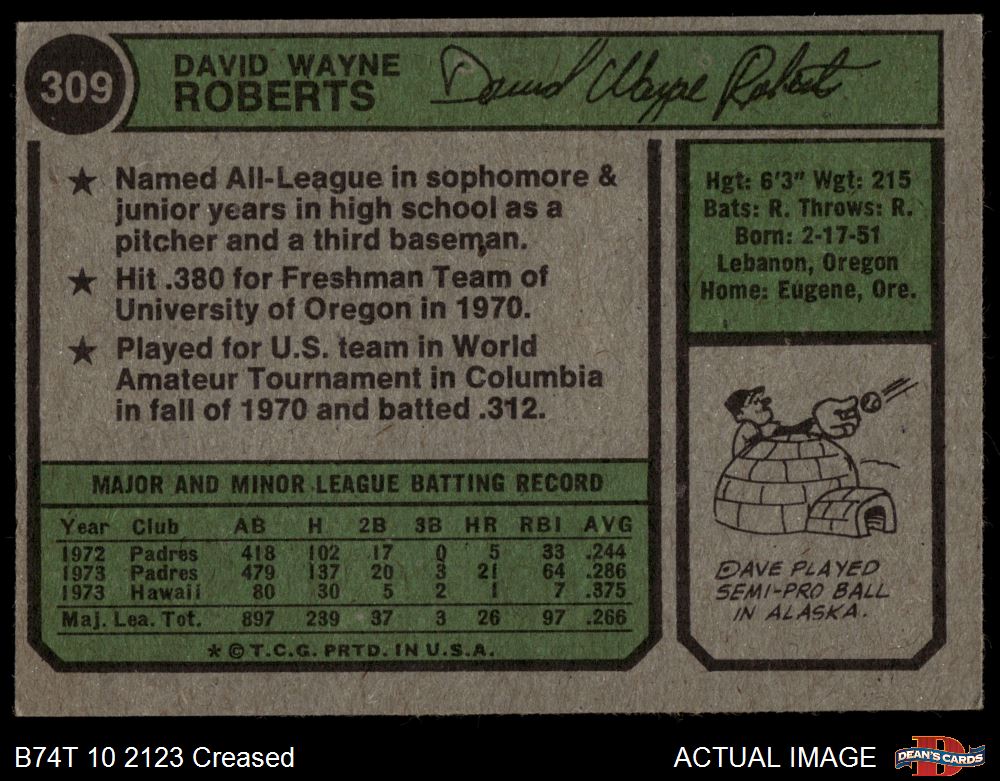 309
DAVID WAYNE
ROBERTS
David Wayne Roberts
★ Named All-League in sophomore &
junior years in high school as a
pitcher and a third baseman.
★ Hit .380 for Freshman Team of
University of Oregon in 1970.
★ Played for U.S. team in World
Amateur Tournament in Columbia
in fall of 1970 and batted .312.
Hgt: 6'3" Wgt: 215
Bats: R. Throws: R.
Born: 2-17-51
Lebanon, Oregon
Home: Eugene, Ore.
DAVE PLAYED
SEMI-PRO BALL
IN ALASKA.
MAJOR AND MINOR LEAGUE BATTING RECORD
Year Club AB H 2B 3B HR RBI AVG
1972 Padres 418 102 17 0 5 33 .244
1973 Padres 479 137 20 3 21 64 .286
1973 Hawaii 80 30 5 2 1 7 .375
Maj. Lea. Tot. 897 239 37 3 26 97 .266
* © T.C.G. PRTD. IN U.S.A.
B74T 10 2123 Creased
ACTUAL IMAGE
D
DEAN'S CARDS